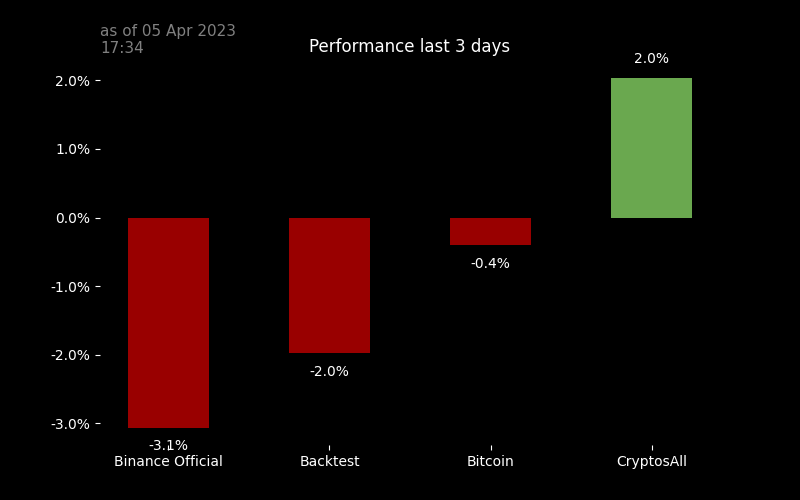 as of 05 Apr 2023
17:34
Performance last 3 days
2.0%
2.0%
1.0%
0.0%
-1.0%
-0.4%
-2.0%
-2.0%
-3.0%
-3.1%
Binance Official
Backtest
Bitcoin
CryptosAll